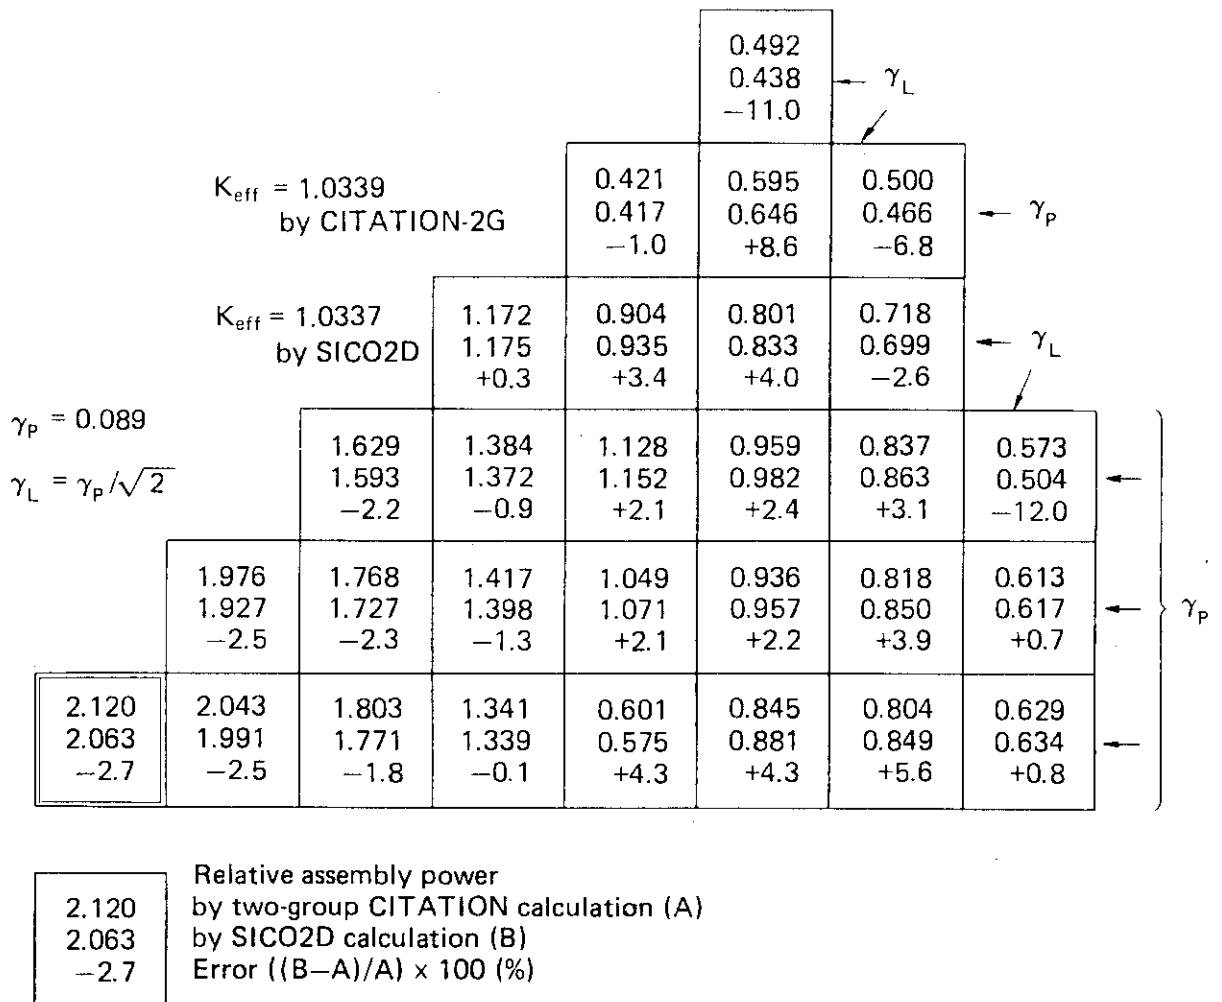 0.492
0.438 γL
−11.0
Keff = 1.0339 0.421 0.595 0.500
by CITATION-2G 0.417 0.646 0.466 γP
−1.0 +8.6 −6.8
Keff = 1.0337 1.172 0.904 0.801 0.718
by SICO2D 1.175 0.935 0.833 0.699 γL
+0.3 +3.4 +4.0 −2.6
γP = 0.089 1.629 1.384 1.128 0.959 0.837 0.573
γL = γP/√2 1.593 1.372 1.152 0.982 0.863 0.504
−2.2 −0.9 +2.1 +2.4 +3.1 −12.0
1.976 1.768 1.417 1.049 0.936 0.818 0.613
1.927 1.727 1.398 1.071 0.957 0.850 0.617 γP
−2.5 −2.3 −1.3 +2.1 +2.2 +3.9 +0.7
2.120 2.043 1.803 1.341 0.601 0.845 0.804 0.629
2.063 1.991 1.771 1.339 0.575 0.881 0.849 0.634
−2.7 −2.5 −1.8 −0.1 +4.3 +4.3 +5.6 +0.8
Relative assembly power
2.120 by two-group CITATION calculation (A)
2.063 by SICO2D calculation (B)
−2.7 Error ((B−A)/A) × 100 (%)